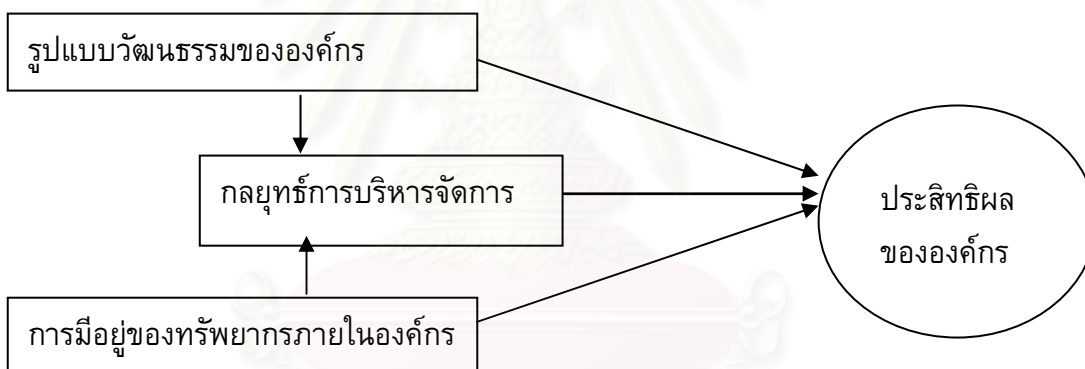 รูปแบบวัฒนธรรมขององค์กร
กลยุทธ์การบริหารจัดการ
ประสิทธิผล
ขององค์กร
การมีอยู่ของทรัพยากรภายในองค์กร